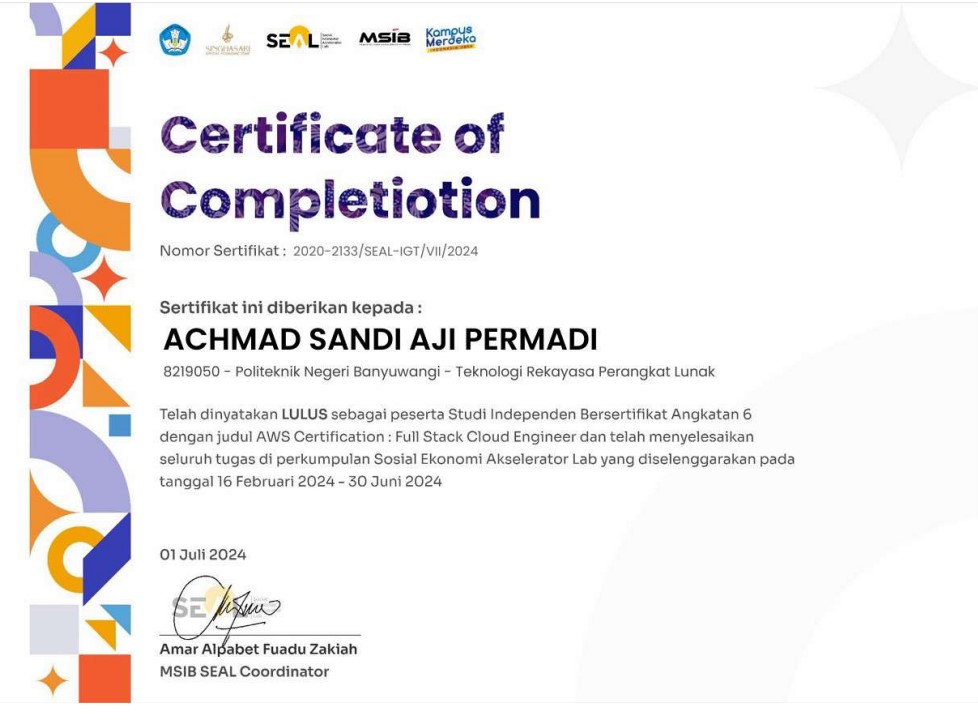 SINGHASARI
SEAL
MSIB
Kampus
Merdeka
INDONESIA JAYA
Certificate of
Completiotion
Nomor Sertifikat : 2020-2133/SEAL-IGT/VII/2024
Sertifikat ini diberikan kepada :
ACHMAD SANDI AJI PERMADI
8219050 - Politeknik Negeri Banyuwangi - Teknologi Rekayasa Perangkat Lunak
Telah dinyatakan LULUS sebagai peserta Studi Independen Bersertifikat Angkatan 6
dengan judul AWS Certification : Full Stack Cloud Engineer dan telah menyelesaikan
seluruh tugas di perkumpulan Sosial Ekonomi Akselerator Lab yang diselenggarakan pada
tanggal 16 Februari 2024 - 30 Juni 2024
01 Juli 2024
SEAL
Amar Alpabet Fuadu Zakiah
MSIB SEAL Coordinator